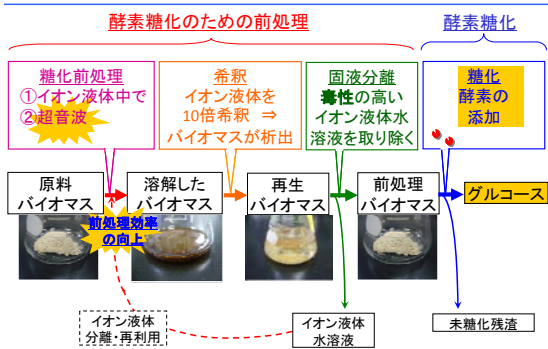 酵素糖化のための前処理
酵素糖化
糖化前処理
①イオン液体中で
②超音波
希釈
イオン液体を
10倍希釈 ⇒
バイオマスが析出
固液分離
毒性の高い
イオン液体水
溶液を取り除く
糖化
酵素の
添加
原料
バイオマス
溶解した
バイオマス
再生
バイオマス
前処理
バイオマス
グルコース
前処理効率
の向上
イオン液体
分離・再利用
イオン液体
水溶液
未糖化残渣